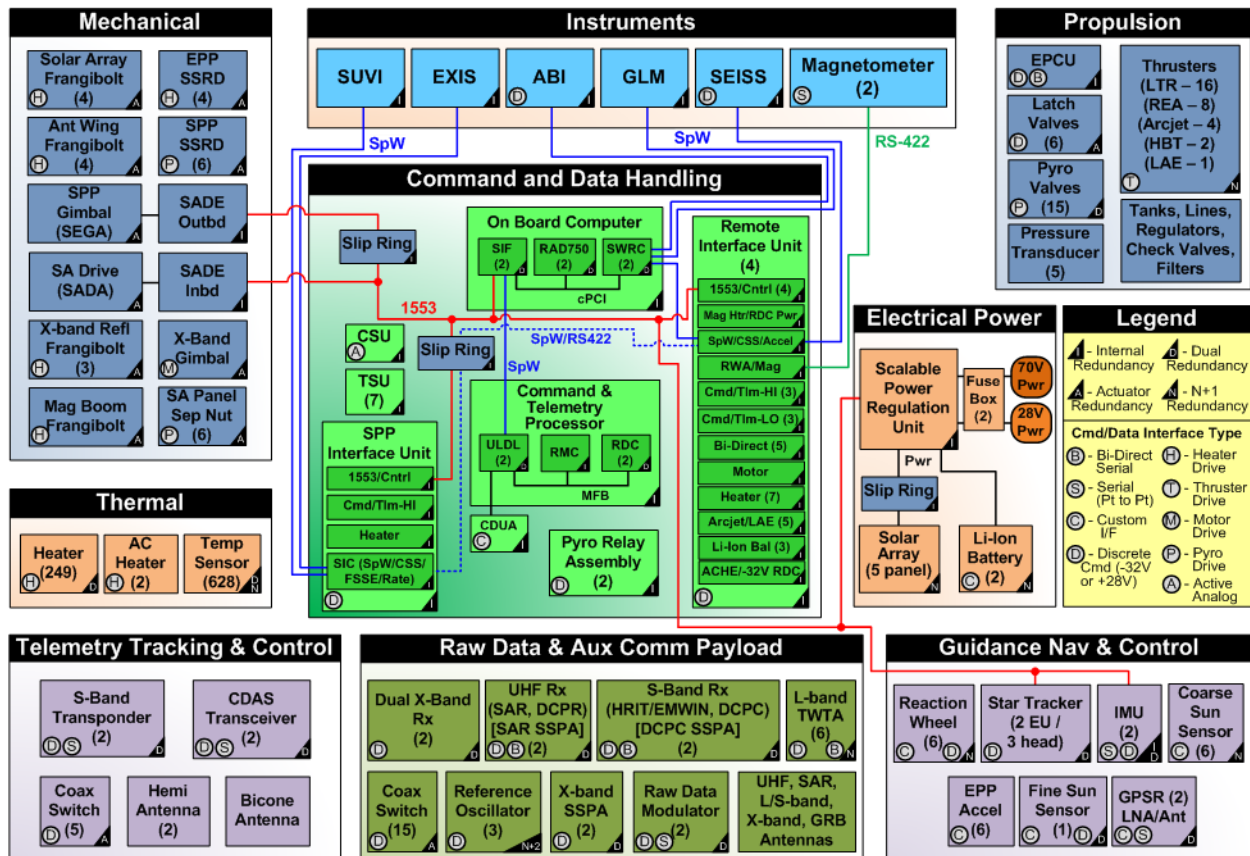 Mechanical
Solar Array
Frangibolt
(4)
H
A
EPP
SSRD
(4)
H
A
Ant Wing
Frangibolt
(4)
H
A
SPP
SSRD
(6)
P
A
SPP
Gimbal
(SEGA)
A
SADE
Outbd
I
SA Drive
(SADA)
A
SADE
Inbd
I
X-band Refl
Frangibolt
(3)
H
A
X-Band
Gimbal
M
A
Mag Boom
Frangibolt
H
A
SA Panel
Sep Nut
(6)
P
A
Instruments
SUVI
I
EXIS
I
ABI
D
I
GLM
I
SEISS
D
I
Magnetometer
(2)
S
I
SpW
SpW
RS-422
Propulsion
EPCU
D B
I
Latch
Valves
(6)
D
A
Pyro
Valves
(15)
P
D
Pressure
Transducer
(5)
Thrusters
(LTR – 16)
(REA – 8)
(Arcjet – 4)
(HBT – 2)
(LAE – 1)
T
N
Tanks, Lines,
Regulators,
Check Valves,
Filters
Command and Data Handling
Slip Ring
I
On Board Computer
SIF
(2)
D
RAD750
(2)
D
SWRC
(2)
D
cPCI
I
1553
Slip Ring
I
SpW/RS422
SpW
CSU
A
I
TSU
(7)
I
Command &
Telemetry
Processor
ULDL
(2)
D
RMC
I
RDC
(2)
D
MFB
I
CDUA
C
I
Pyro Relay
Assembly
(2)
D
I
SPP
Interface Unit
1553/Cntrl
I
Cmd/Tlm-HI
I
Heater
I
SIC (SpW/CSS/
FSSE/Rate)
I
D
I
Remote
Interface Unit
(4)
1553/Cntrl (4)
I
Mag Htr/RDC Pwr
I
SpW/CSS/Accel
I
RWA/Mag
I
Cmd/Tlm-HI (3)
I
Cmd/Tlm-LO (3)
I
Bi-Direct (5)
I
Motor
I
Heater (7)
I
Arcjet/LAE (5)
I
Li-Ion Bal (3)
I
ACHE/-32V RDC
I
D
I
Electrical Power
Scalable
Power
Regulation
Unit
I
Fuse
Box
(2)
70V
Pwr
28V
Pwr
Pwr
Slip Ring
I
Solar
Array
(5 panel)
N
Li-Ion
Battery
(2)
C
N
Legend
I - Internal
Redundancy
D - Dual
Redundancy
A - Actuator
Redundancy
N - N+1
Redundancy
Cmd/Data Interface Type
B - Bi-Direct
Serial
H - Heater
Drive
S - Serial
(Pt to Pt)
T - Thruster
Drive
C - Custom
I/F
M - Motor
Drive
D - Discrete
Cmd (-32V
or +28V)
P - Pyro
Drive
A - Active
Analog
Thermal
Heater
(249)
H
D
AC
Heater
(2)
H
Temp
Sensor
(628)
D
N
Telemetry Tracking & Control
S-Band
Transponder
(2)
D S
D
CDAS
Transceiver
(2)
D S
D
Coax
Switch
(5)
D
A
Hemi
Antenna
(2)
Bicone
Antenna
Raw Data & Aux Comm Payload
Dual X-Band
Rx
(2)
D
D
UHF Rx
(SAR, DCPR)
[SAR SSPA]
(2)
D B
D
S-Band Rx
(HRIT/EMWIN, DCPC)
[DCPC SSPA]
(2)
D B
D
L-band
TWTA
(6)
D B
N
Coax
Switch
(15)
D
A
Reference
Oscillator
(3)
D
N+2
X-band
SSPA
(2)
D
D
Raw Data
Modulator
(2)
D S
D
UHF, SAR,
L/S-band,
X-band, GRB
Antennas
Guidance Nav & Control
Reaction
Wheel
(6)
C D
N
Star Tracker
(2 EU /
3 head)
D
D
IMU
(2)
S D
I
D
Coarse
Sun
Sensor
(6)
C
N
EPP
Accel
(6)
C
Fine Sun
Sensor
(1)
C D
D
GPSR (2)
LNA/Ant
C S
D